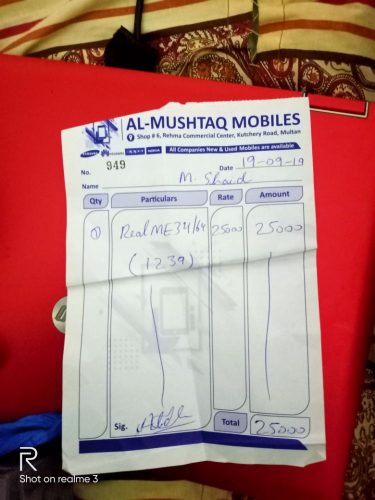 AL-MUSHTAQ MOBILES
Shop # 6, Rehma Commercial Center, Kutchery Road, Multan
NOKIA All Companies New & Used Mobiles are available
No. 949 Date 19-09-19
Name M. Shaid
Qty Particulars Rate Amount
1 RealME 3 4/64 25000 25000
(1239)
Sig. Total 25000
R
Shot on realme 3